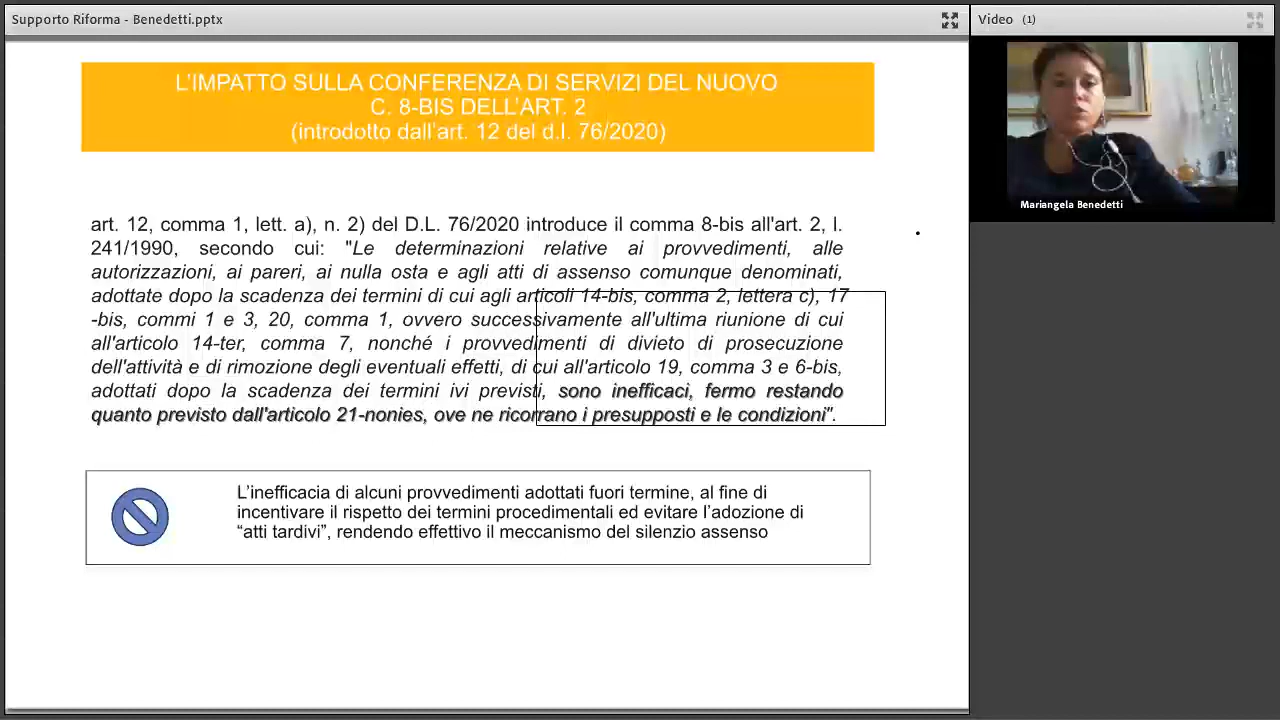 Supporto Riforma - Benedetti.pptx
Video (1)
L'IMPATTO SULLA CONFERENZA DI SERVIZI DEL NUOVO
C. 8-BIS DELL'ART. 2
(introdotto dall'art. 12 del d.l. 76/2020)
Mariangela Benedetti
art. 12, comma 1, lett. a), n. 2) del D.L. 76/2020 introduce il comma 8-bis all'art. 2, l.
241/1990, secondo cui: "Le determinazioni relative ai provvedimenti, alle
autorizzazioni, ai pareri, ai nulla osta e agli atti di assenso comunque denominati,
adottate dopo la scadenza dei termini di cui agli articoli 14-bis, comma 2, lettera c), 17
-bis, commi 1 e 3, 20, comma 1, ovvero successivamente all'ultima riunione di cui
all'articolo 14-ter, comma 7, nonché i provvedimenti di divieto di prosecuzione
dell'attività e di rimozione degli eventuali effetti, di cui all'articolo 19, comma 3 e 6-bis,
adottati dopo la scadenza dei termini ivi previsti, sono inefficaci, fermo restando
quanto previsto dall'articolo 21-nonies, ove ne ricorrano i presupposti e le condizioni".
L'inefficacia di alcuni provvedimenti adottati fuori termine, al fine di
incentivare il rispetto dei termini procedimentali ed evitare l'adozione di
“atti tardivi”, rendendo effettivo il meccanismo del silenzio assenso